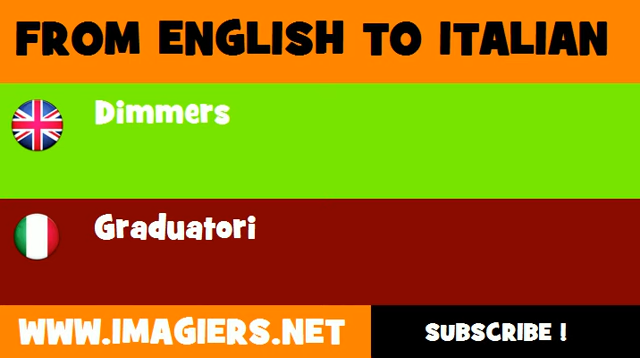 FROM ENGLISH TO ITALIAN
Dimmers
Graduatori
WWW.IMAGIERS.NET
SUBSCRIBE !